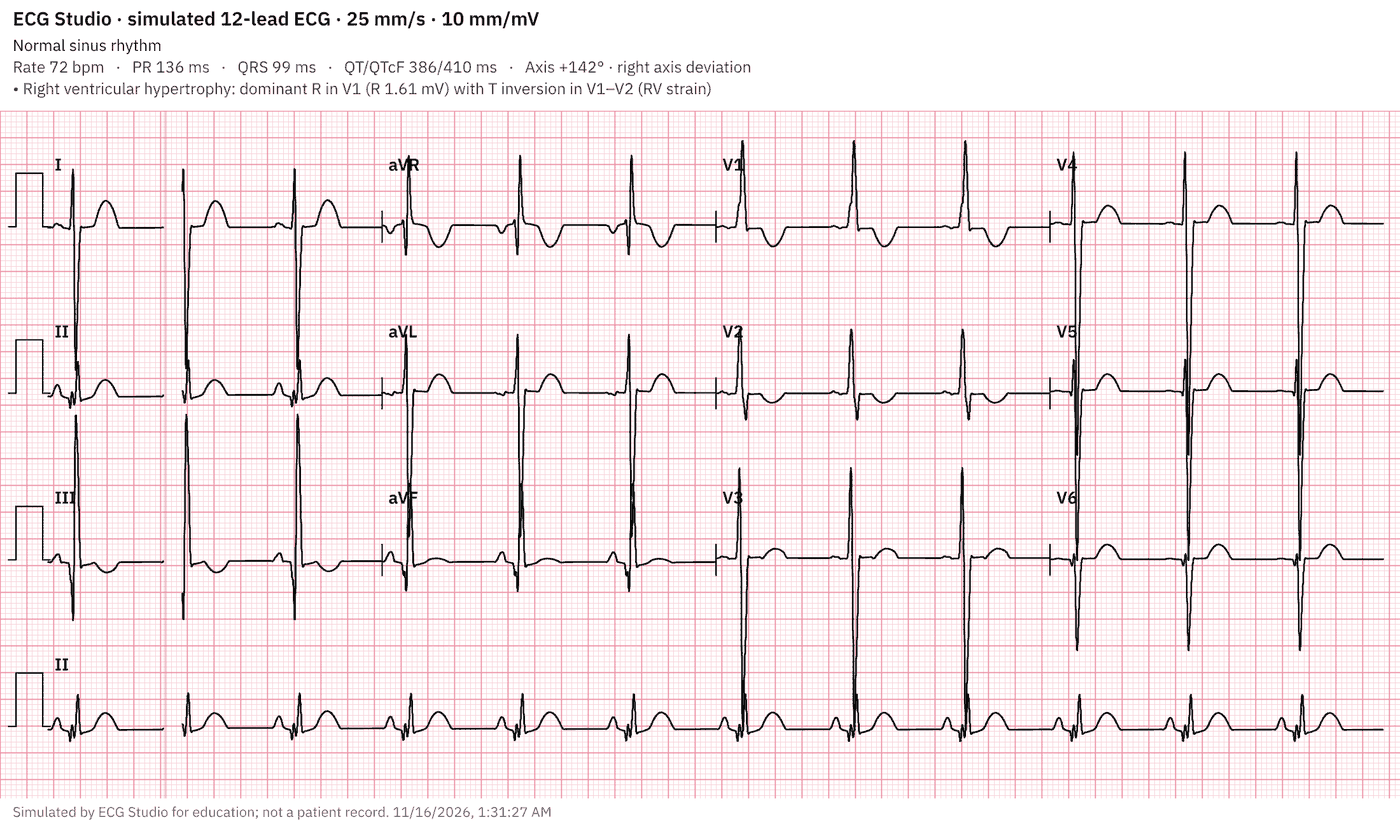 ECG Studio · simulated 12-lead ECG · 25 mm/s · 10 mm/mV
Normal sinus rhythm
Rate 72 bpm · PR 136 ms · QRS 99 ms · QT/QTcF 386/410 ms · Axis +142° · right axis deviation
• Right ventricular hypertrophy: dominant R in V1 (R 1.61 mV) with T inversion in V1–V2 (RV strain)
I aVR V1 V4
II aVL V2 V5
III aVF V3 V6
II
Simulated by ECG Studio for education; not a patient record. 11/16/2026, 1:31:27 AM